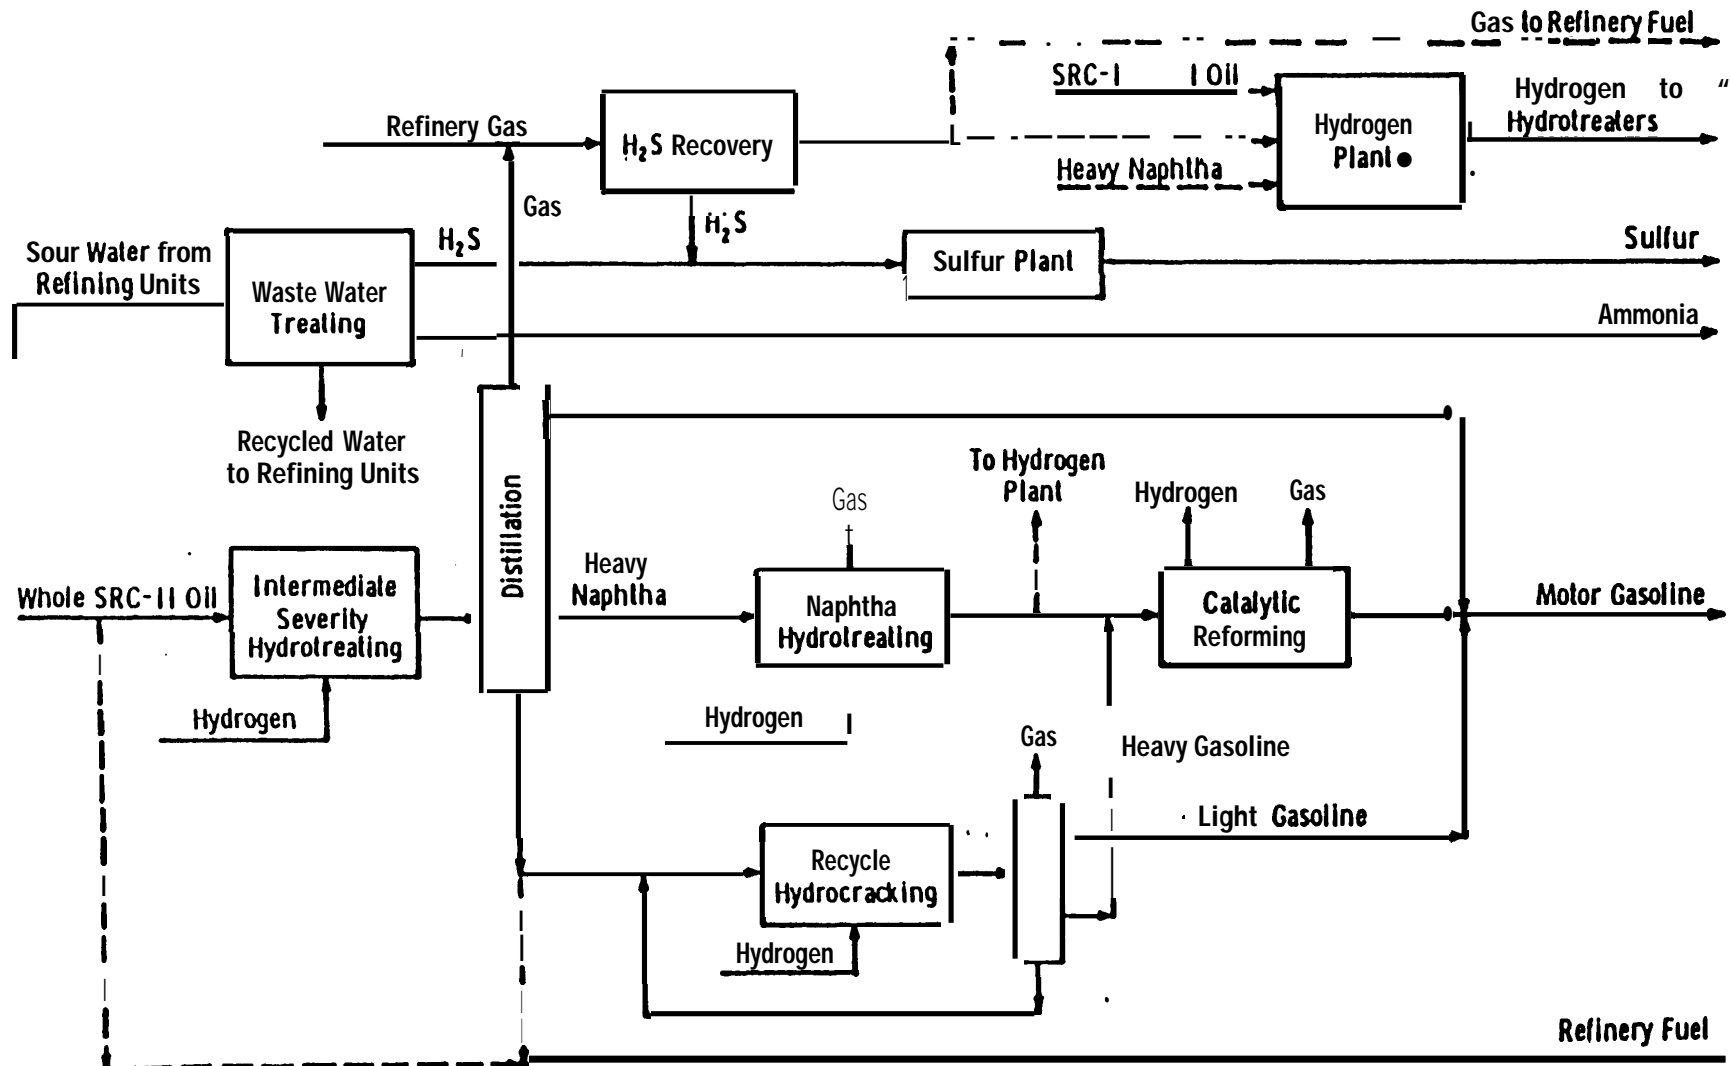 Gas to Refinery Fuel
SRC-I I Oil
Hydrogen to “
Hydrotreaters
Refinery Gas
H₂S Recovery
Hydrogen
Plant ●
Heavy Naphtha
Gas
H₂S
H₂S
Sour Water from
Refining Units
Sulfur Plant
Sulfur
Waste Water
Treating
Ammonia
Recycled Water
to Refining Units
To Hydrogen
Plant
Distillation
Gas
Hydrogen
Gas
Whole SRC-II Oil
Intermediate
Severity
Hydrotreating
Heavy
Naphtha
Naphtha
Hydrotreating
Catalytic
Reforming
Motor Gasoline
Hydrogen
Hydrogen
Gas
Heavy Gasoline
Light Gasoline
Recycle
Hydrocracking
Hydrogen
Refinery Fuel